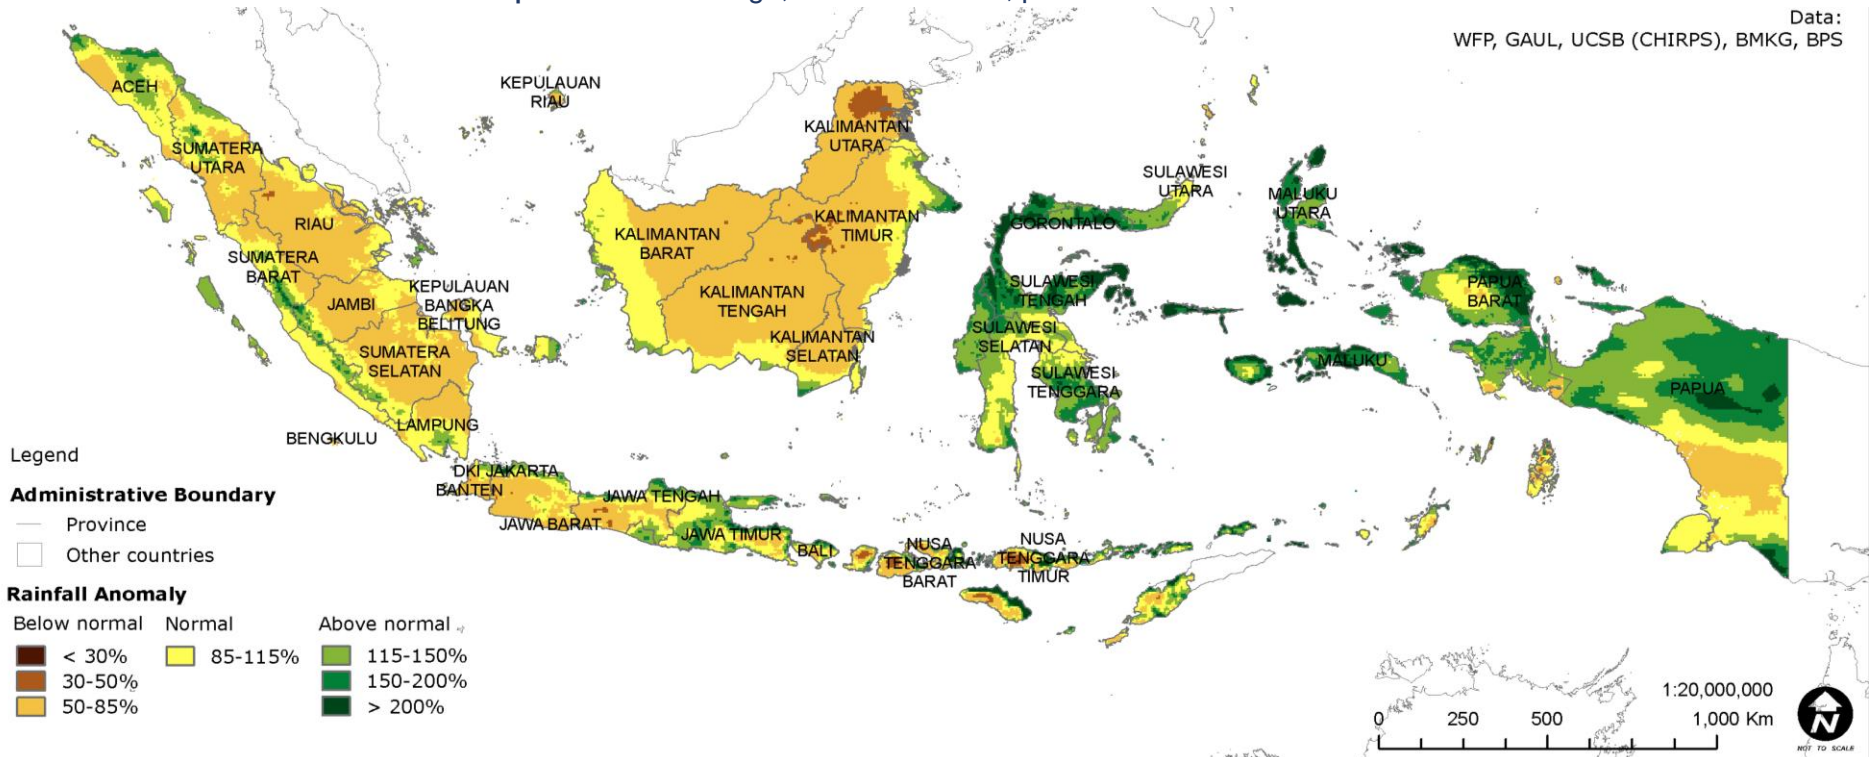 Data:
WFP, GAUL, UCSB (CHIRPS), BMKG, BPS
KEPULAUAN
RIAU
ACEH
KALIMANTAN
UTARA
SUMATERA
UTARA
SULAWESI
UTARA
MALUKU
UTARA
RIAU
KALIMANTAN
TIMUR
GORONTALO
KALIMANTAN
BARAT
SUMATERA
BARAT
KEPULAUAN
BANGKA
BELITUNG
JAMBI
KALIMANTAN
TENGAH
SULAWESI
TENGAH
PAPUA
BARAT
KALIMANTAN
SELATAN
SULAWESI
SELATAN
SUMATERA
SELATAN
SULAWESI
TENGGARA
MALUKU
PAPUA
LAMPUNG
BENGKULU
DKI JAKARTA
BANTEN
JAWA TENGAH
JAWA BARAT
JAWA TIMUR
BALI
NUSA
TENGGARA
BARAT
NUSA
TENGGARA
TIMUR
Legend
Administrative Boundary
Province
Other countries
Rainfall Anomaly
Below normal Normal Above normal
< 30% 85-115% 115-150%
30-50% 150-200%
50-85% > 200%
1:20,000,000
0 250 500 1,000 Km
N
NOT TO SCALE